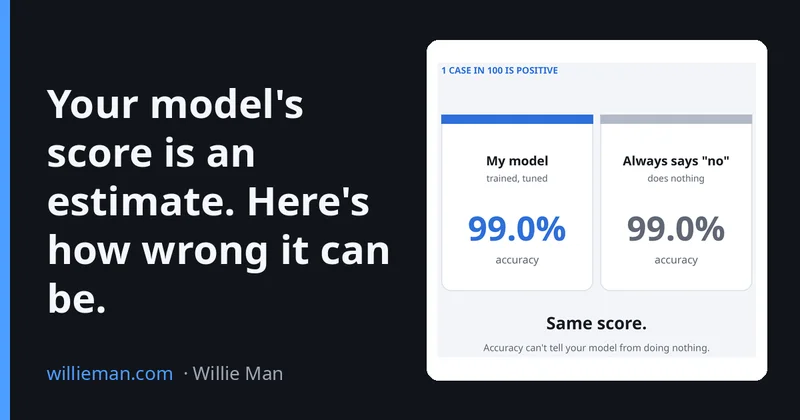 Your model's
score is an
estimate. Here's
how wrong it can
be.
willieman.com · Willie Man
1 CASE IN 100 IS POSITIVE
My model
trained, tuned
99.0%
accuracy
Always says "no"
does nothing
99.0%
accuracy
Same score.
Accuracy can't tell your model from doing nothing.